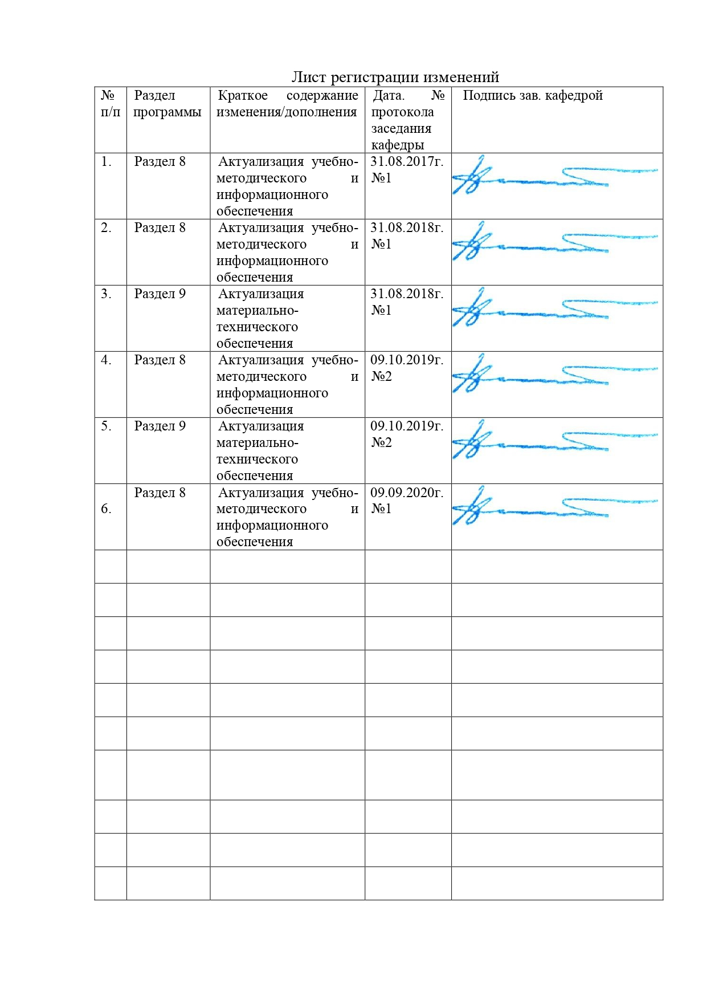 Лист регистрации изменений
№ Раздел Краткое содержание Дата. № Подпись зав. кафедрой
п/п программы изменения/дополнения протокола
заседания
кафедры
1. Раздел 8 Актуализация учебно- 31.08.2017г.
методического и №1
информационного
обеспечения
2. Раздел 8 Актуализация учебно- 31.08.2018г.
методического и №1
информационного
обеспечения
3. Раздел 9 Актуализация 31.08.2018г.
материально- №1
технического
обеспечения
4. Раздел 8 Актуализация учебно- 09.10.2019г.
методического и №2
информационного
обеспечения
5. Раздел 9 Актуализация 09.10.2019г.
материально- №2
технического
обеспечения
Раздел 8 Актуализация учебно- 09.09.2020г.
6. методического и №1
информационного
обеспечения